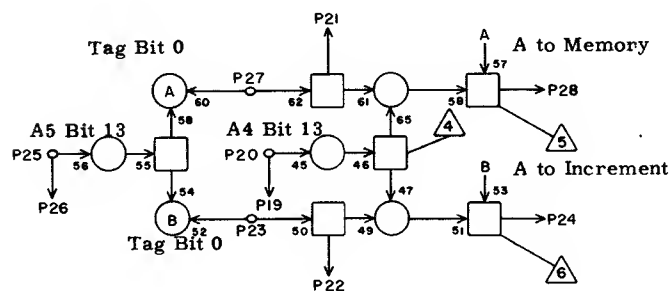 P21
Tag Bit 0
A
A to Memory
57
P27
A
60
62
61
58
P28
58
65
4
5
A5 Bit 13
A4 Bit 13
P25
56
55
P20
45
46
A to Increment
B
54
47
53
P26
P19
B
52
P23
50
49
51
P24
Tag Bit 0
6
P22